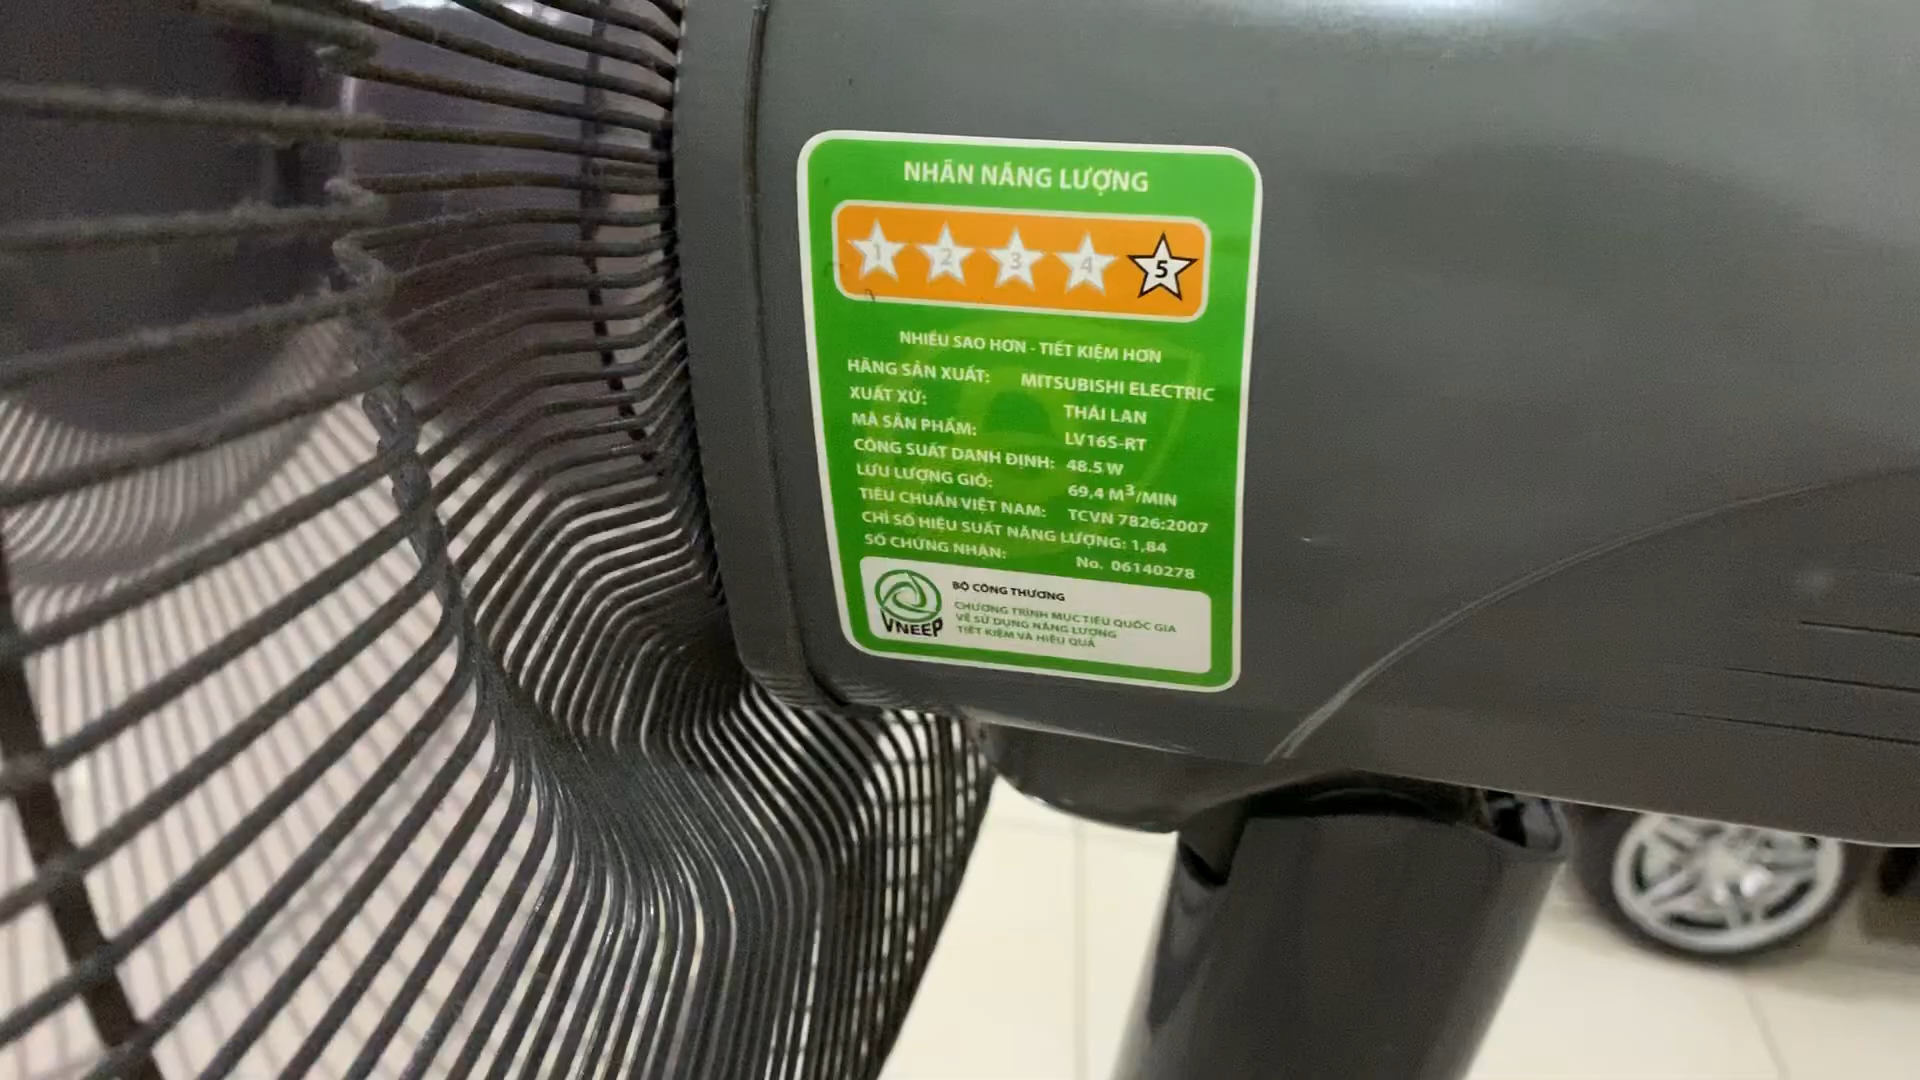 NHÃN NĂNG LƯỢNG
1 2 3 4 5
NHIỀU SAO HƠN - TIẾT KIỆM HƠN
HÃNG SẢN XUẤT: MITSUBISHI ELECTRIC
XUẤT XỨ: THÁI LAN
MÃ SẢN PHẨM: LV16S-RT
CÔNG SUẤT DANH ĐỊNH: 48.5 W
LƯU LƯỢNG GIÓ: 69,4 M³/MIN
TIÊU CHUẨN VIỆT NAM: TCVN 7826:2007
CHỈ SỐ HIỆU SUẤT NĂNG LƯỢNG: 1,84
SỐ CHỨNG NHẬN: No. 06140278
BỘ CÔNG THƯƠNG
CHƯƠNG TRÌNH MỤC TIÊU QUỐC GIA
VỀ SỬ DỤNG NĂNG LƯỢNG
TIẾT KIỆM VÀ HIỆU QUẢ
VNEEP